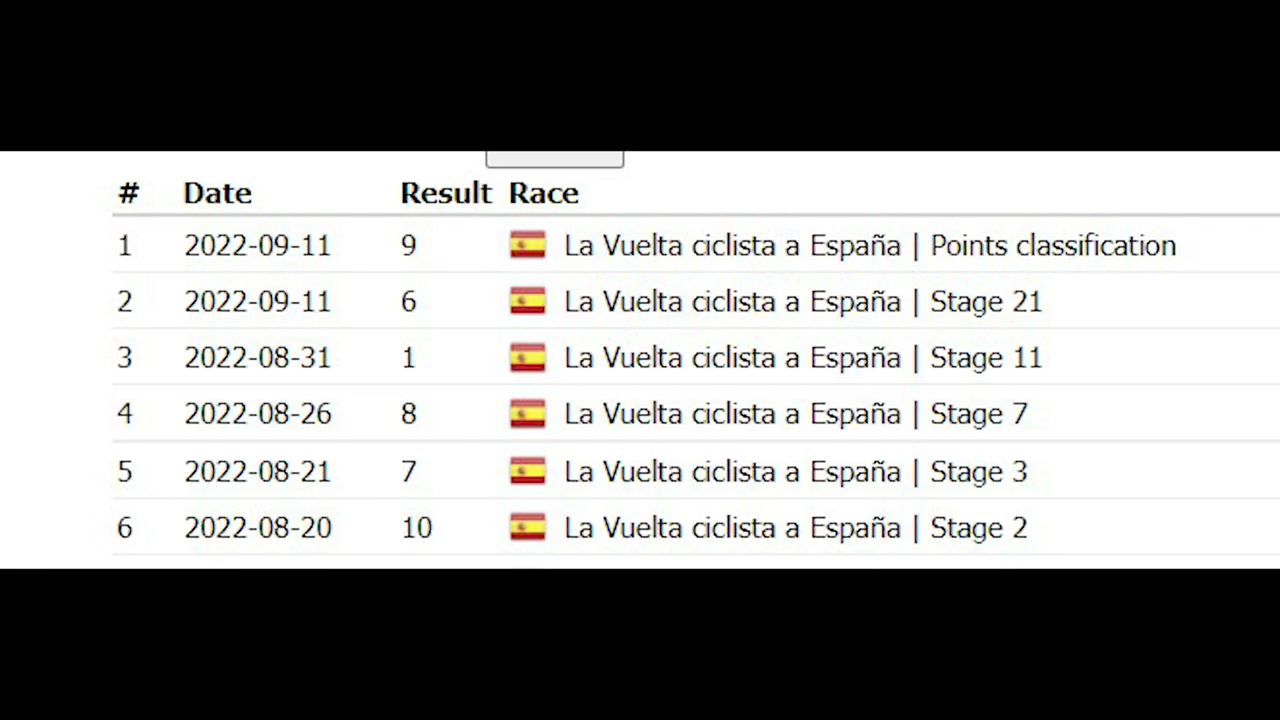 # Date Result Race
1 2022-09-11 9 La Vuelta ciclista a España | Points classification
2 2022-09-11 6 La Vuelta ciclista a España | Stage 21
3 2022-08-31 1 La Vuelta ciclista a España | Stage 11
4 2022-08-26 8 La Vuelta ciclista a España | Stage 7
5 2022-08-21 7 La Vuelta ciclista a España | Stage 3
6 2022-08-20 10 La Vuelta ciclista a España | Stage 2